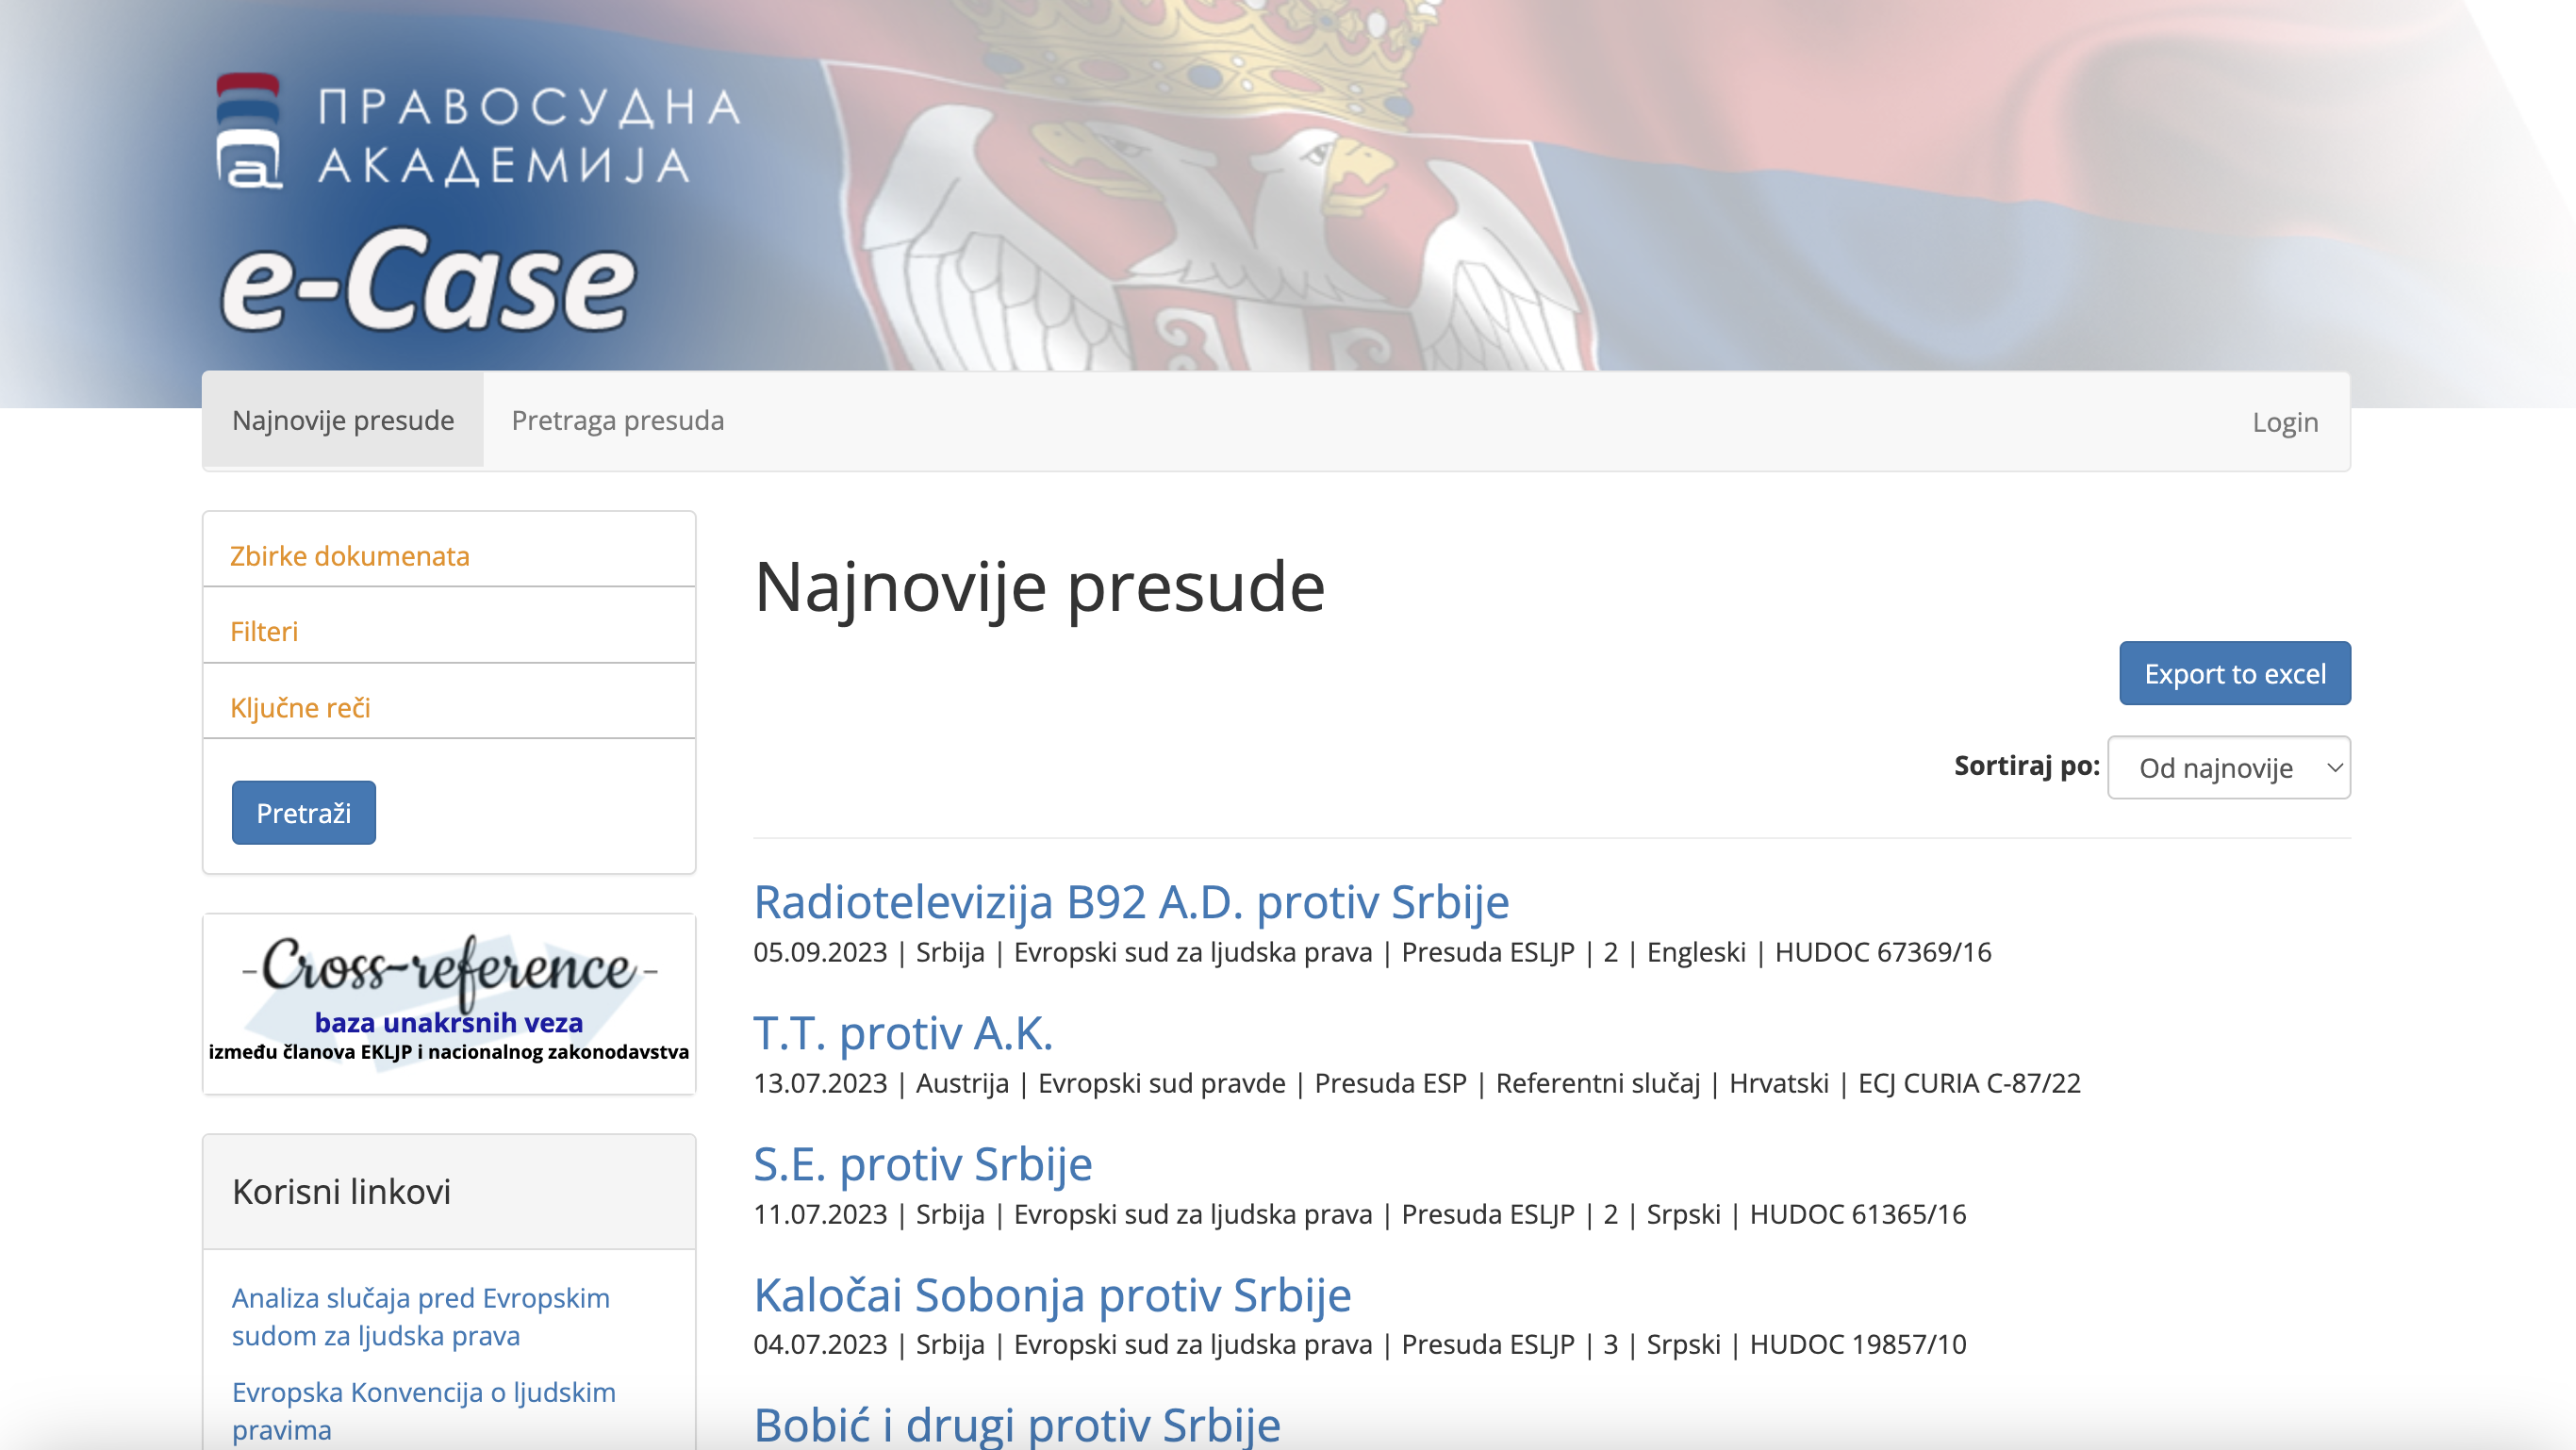 ПРАВОСУДНА
АКАДЕМИЈА
e-Case
Najnovije presude
Pretraga presuda
Login
Zbirke dokumenata
Filteri
Ključne reči
Pretraži
-Cross-reference-
baza unakrsnih veza
između članova EKLJP i nacionalnog zakonodavstva
Korisni linkovi
Analiza slučaja pred Evropskim
sudom za ljudska prava
Evropska Konvencija o ljudskim
pravima
Najnovije presude
Export to excel
Sortiraj po: Od najnovije
Radiotelevizija B92 A.D. protiv Srbije
05.09.2023 | Srbija | Evropski sud za ljudska prava | Presuda ESLJP | 2 | Engleski | HUDOC 67369/16
T.T. protiv A.K.
13.07.2023 | Austrija | Evropski sud pravde | Presuda ESP | Referentni slučaj | Hrvatski | ECJ CURIA C-87/22
S.E. protiv Srbije
11.07.2023 | Srbija | Evropski sud za ljudska prava | Presuda ESLJP | 2 | Srpski | HUDOC 61365/16
Kaločai Sobonja protiv Srbije
04.07.2023 | Srbija | Evropski sud za ljudska prava | Presuda ESLJP | 3 | Srpski | HUDOC 19857/10
Bobić i drugi protiv Srbije